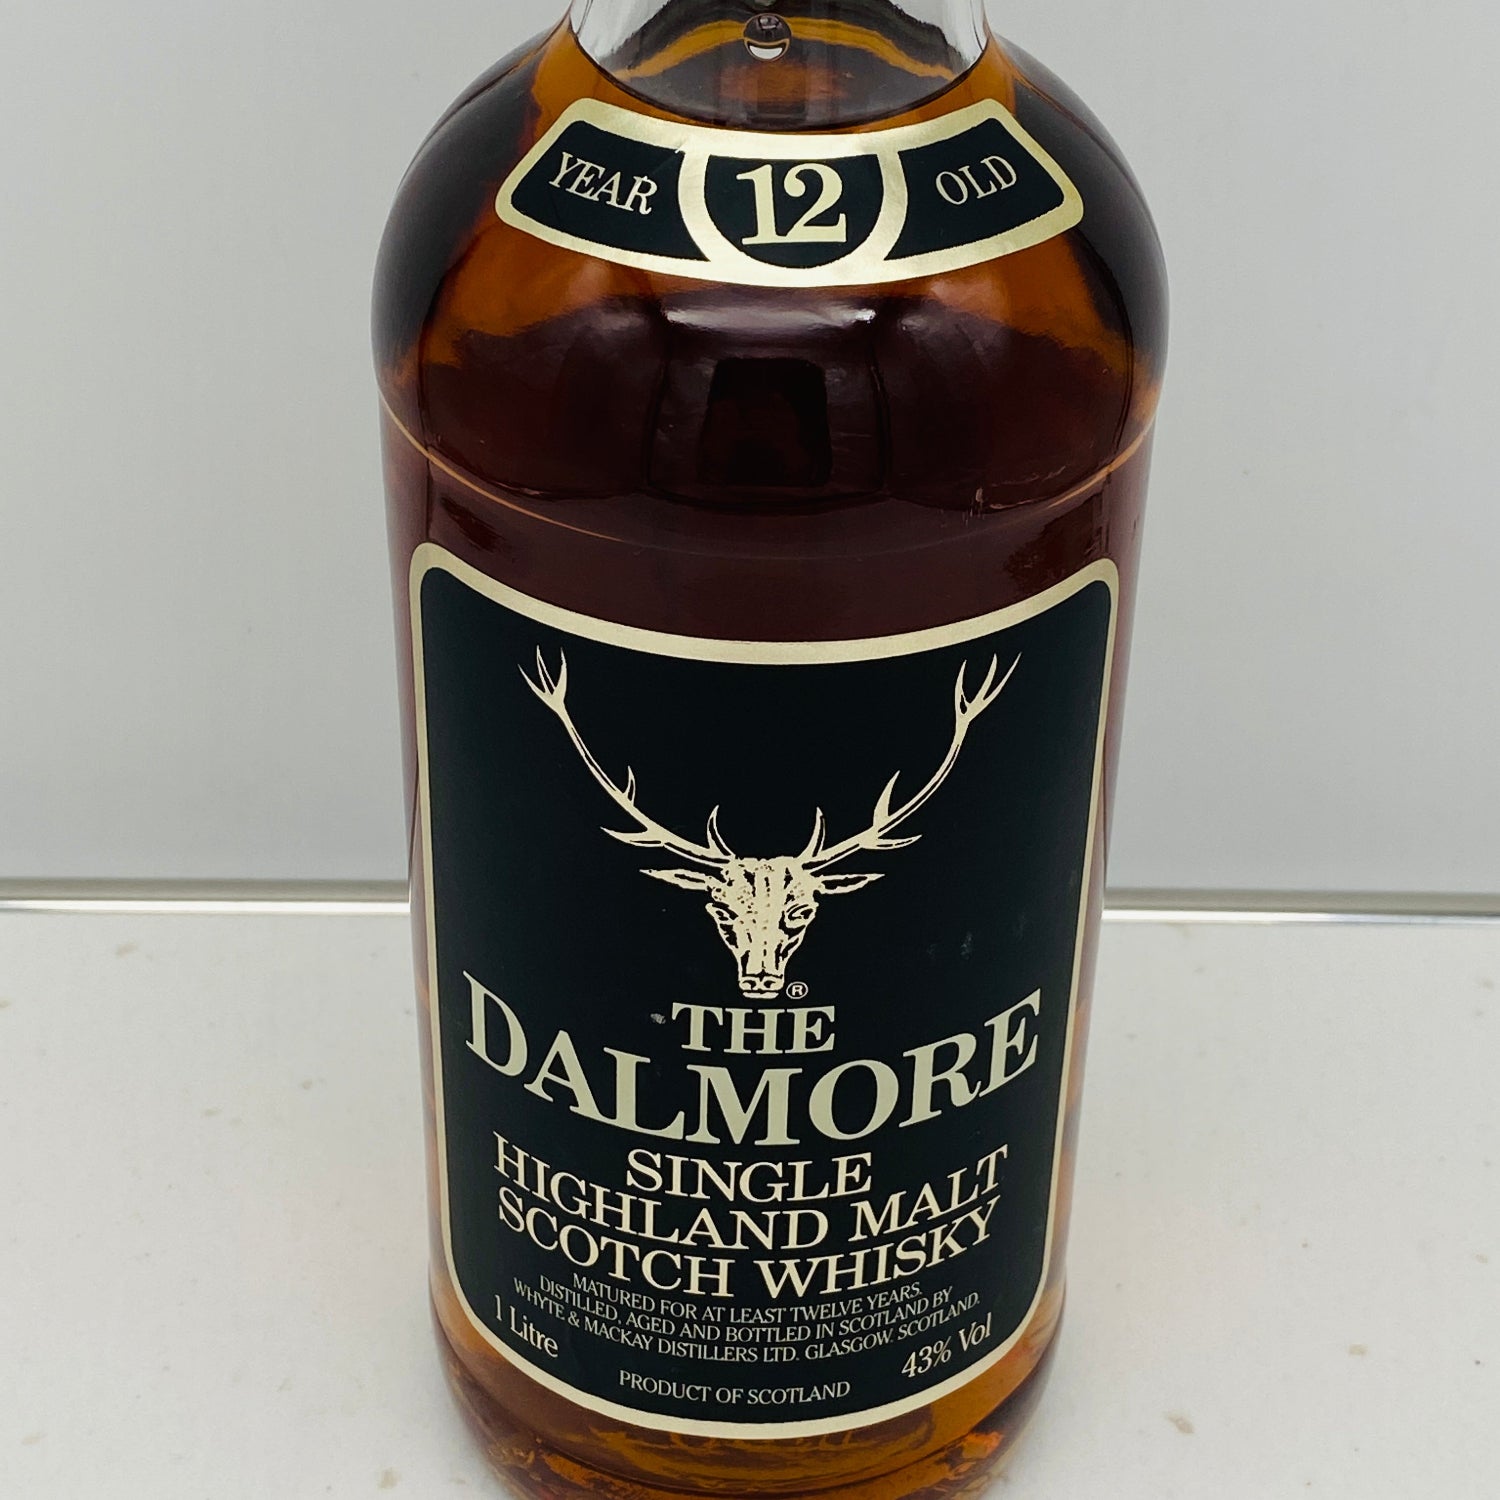 YEAR 12 OLD
®
THE
DALMORE
SINGLE
HIGHLAND MALT
SCOTCH WHISKY
MATURED FOR AT LEAST TWELVE YEARS.
DISTILLED, AGED AND BOTTLED IN SCOTLAND BY
WHYTE & MACKAY DISTILLERS LTD. GLASGOW. SCOTLAND.
1 Litre 43% Vol
PRODUCT OF SCOTLAND